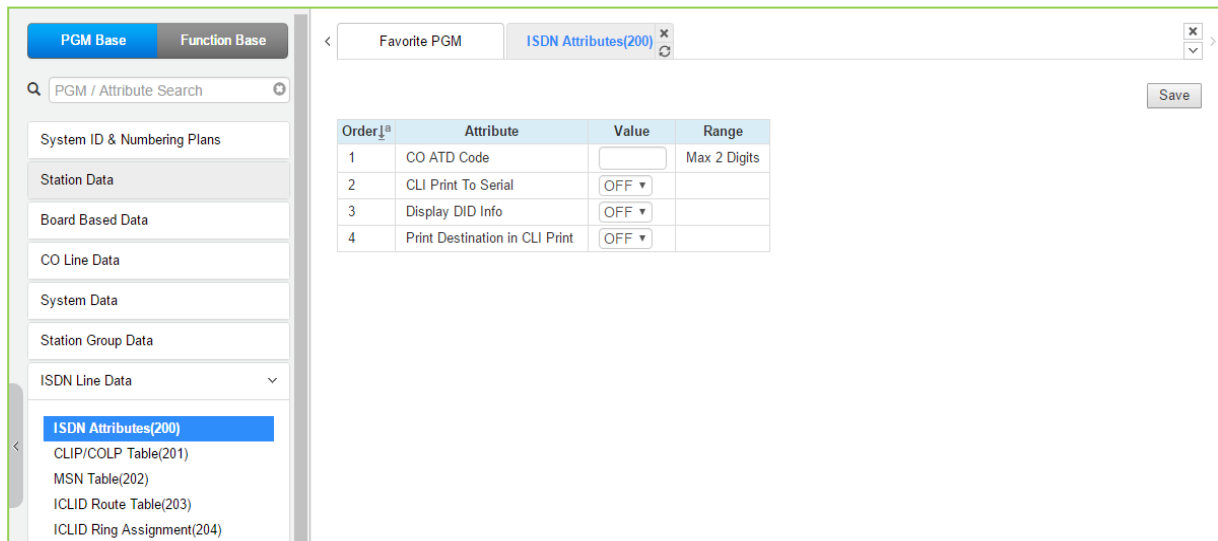 PGM Base Function Base
PGM / Attribute Search
System ID & Numbering Plans
Station Data
Board Based Data
CO Line Data
System Data
Station Group Data
ISDN Line Data
ISDN Attributes(200)
CLIP/COLP Table(201)
MSN Table(202)
ICLID Route Table(203)
ICLID Ring Assignment(204)
Favorite PGM ISDN Attributes(200)
Save
Order Attribute Value Range
1 CO ATD Code Max 2 Digits
2 CLI Print To Serial OFF
3 Display DID Info OFF
4 Print Destination in CLI Print OFF